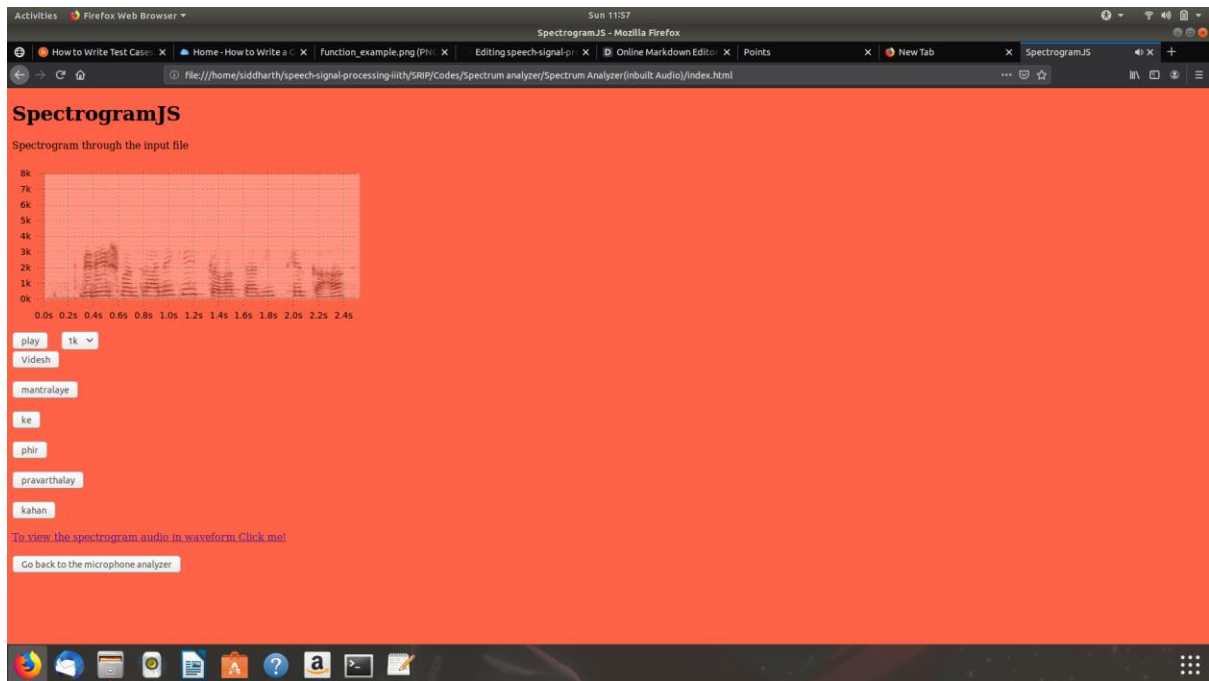 Activities Firefox Web Browser
Sun 11:57
SpectrogramJS - Mozilla Firefox
How to Write Test Cases
Home - How to Write a C
function_example.png (PNG
Editing speech-signal-pr
Online Markdown Editor
Points
New Tab
SpectrogramJS
file:///home/siddharth/speech-signal-processing-iiith/SRIP/Codes/Spectrum analyzer/Spectrum Analyzer(inbuilt Audio)/index.html
SpectrogramJS
Spectrogram through the input file
8k
7k
6k
5k
4k
3k
2k
1k
0k
0.0s 0.2s 0.4s 0.6s 0.8s 1.0s 1.2s 1.4s 1.6s 1.8s 2.0s 2.2s 2.4s
play 1k
Videsh
mantralaye
ke
phir
pravarthalay
kahan
To view the spectrogram audio in waveform Click me!
Go back to the microphone analyzer